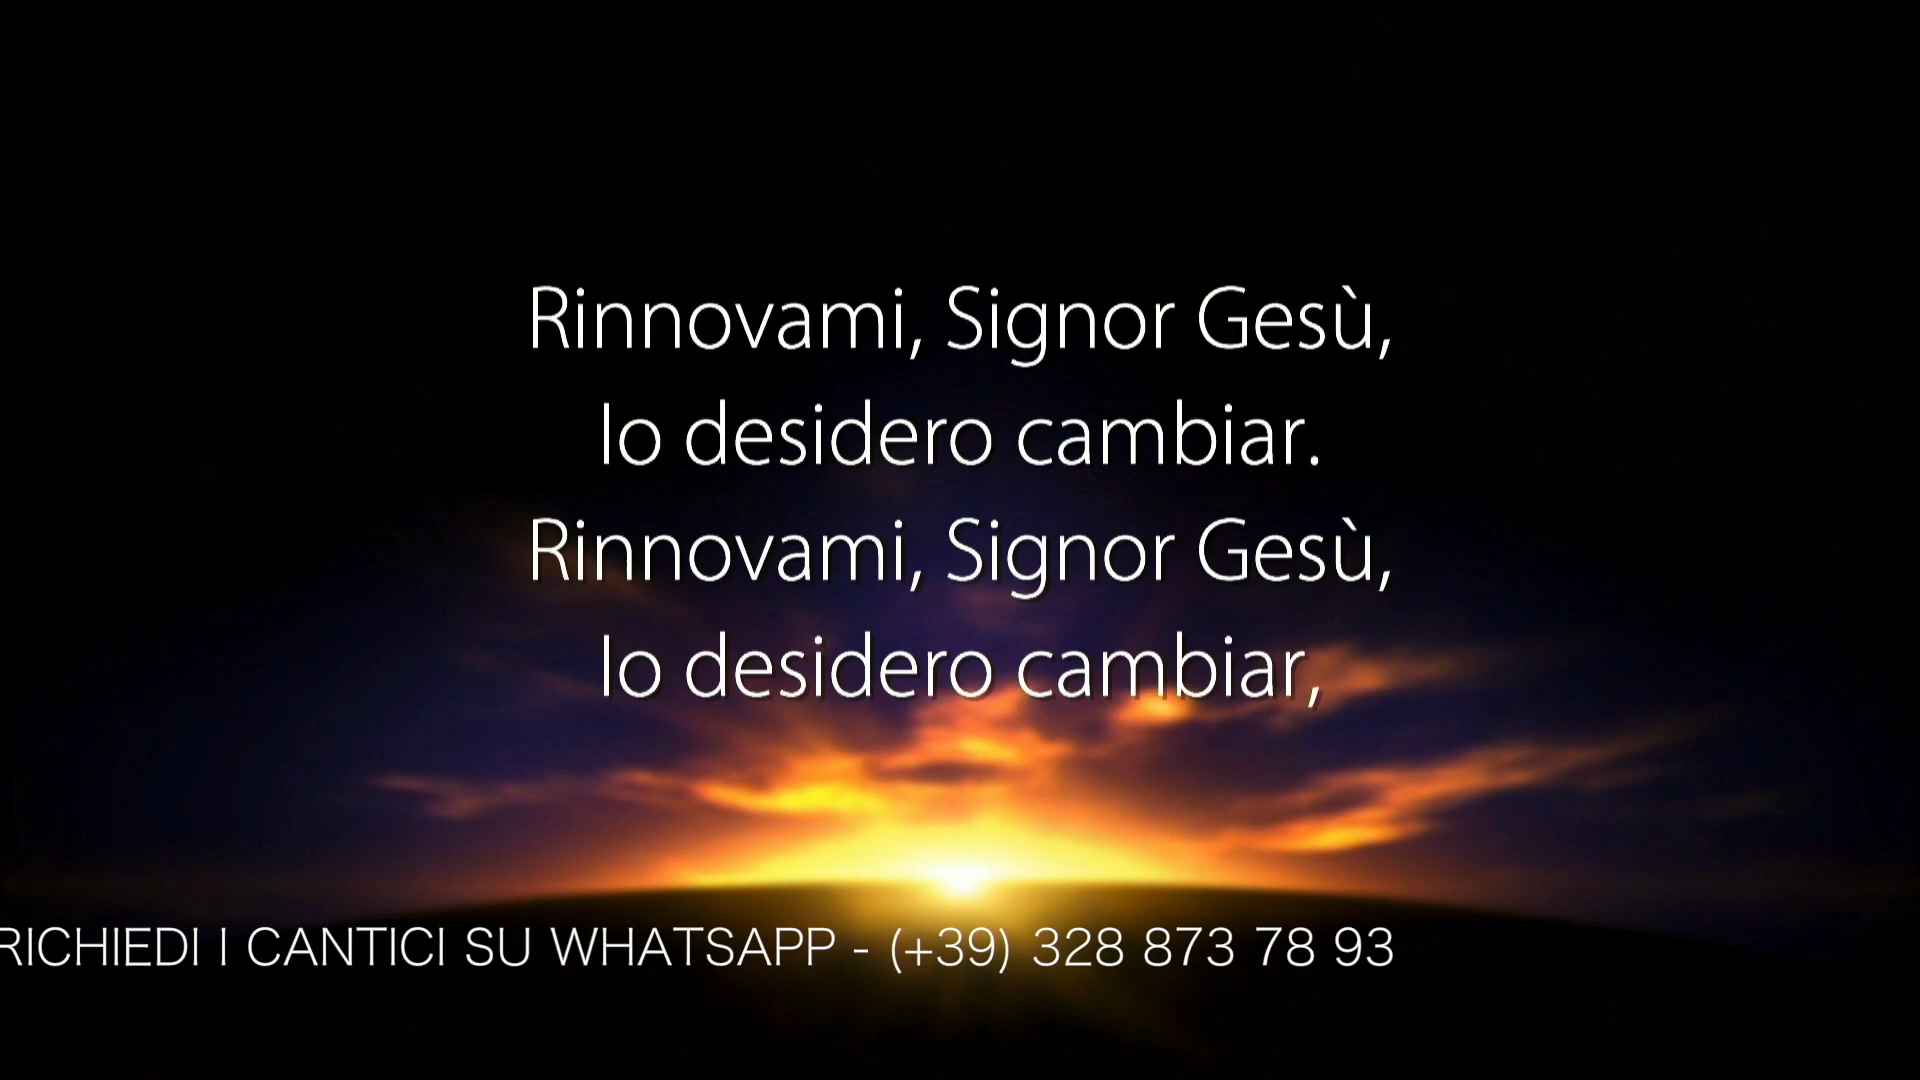 Rinnovami, Signor Gesù,
Io desidero cambiar.
Rinnovami, Signor Gesù,
Io desidero cambiar,
RICHIEDI I CANTICI SU WHATSAPP - (+39) 328 873 78 93